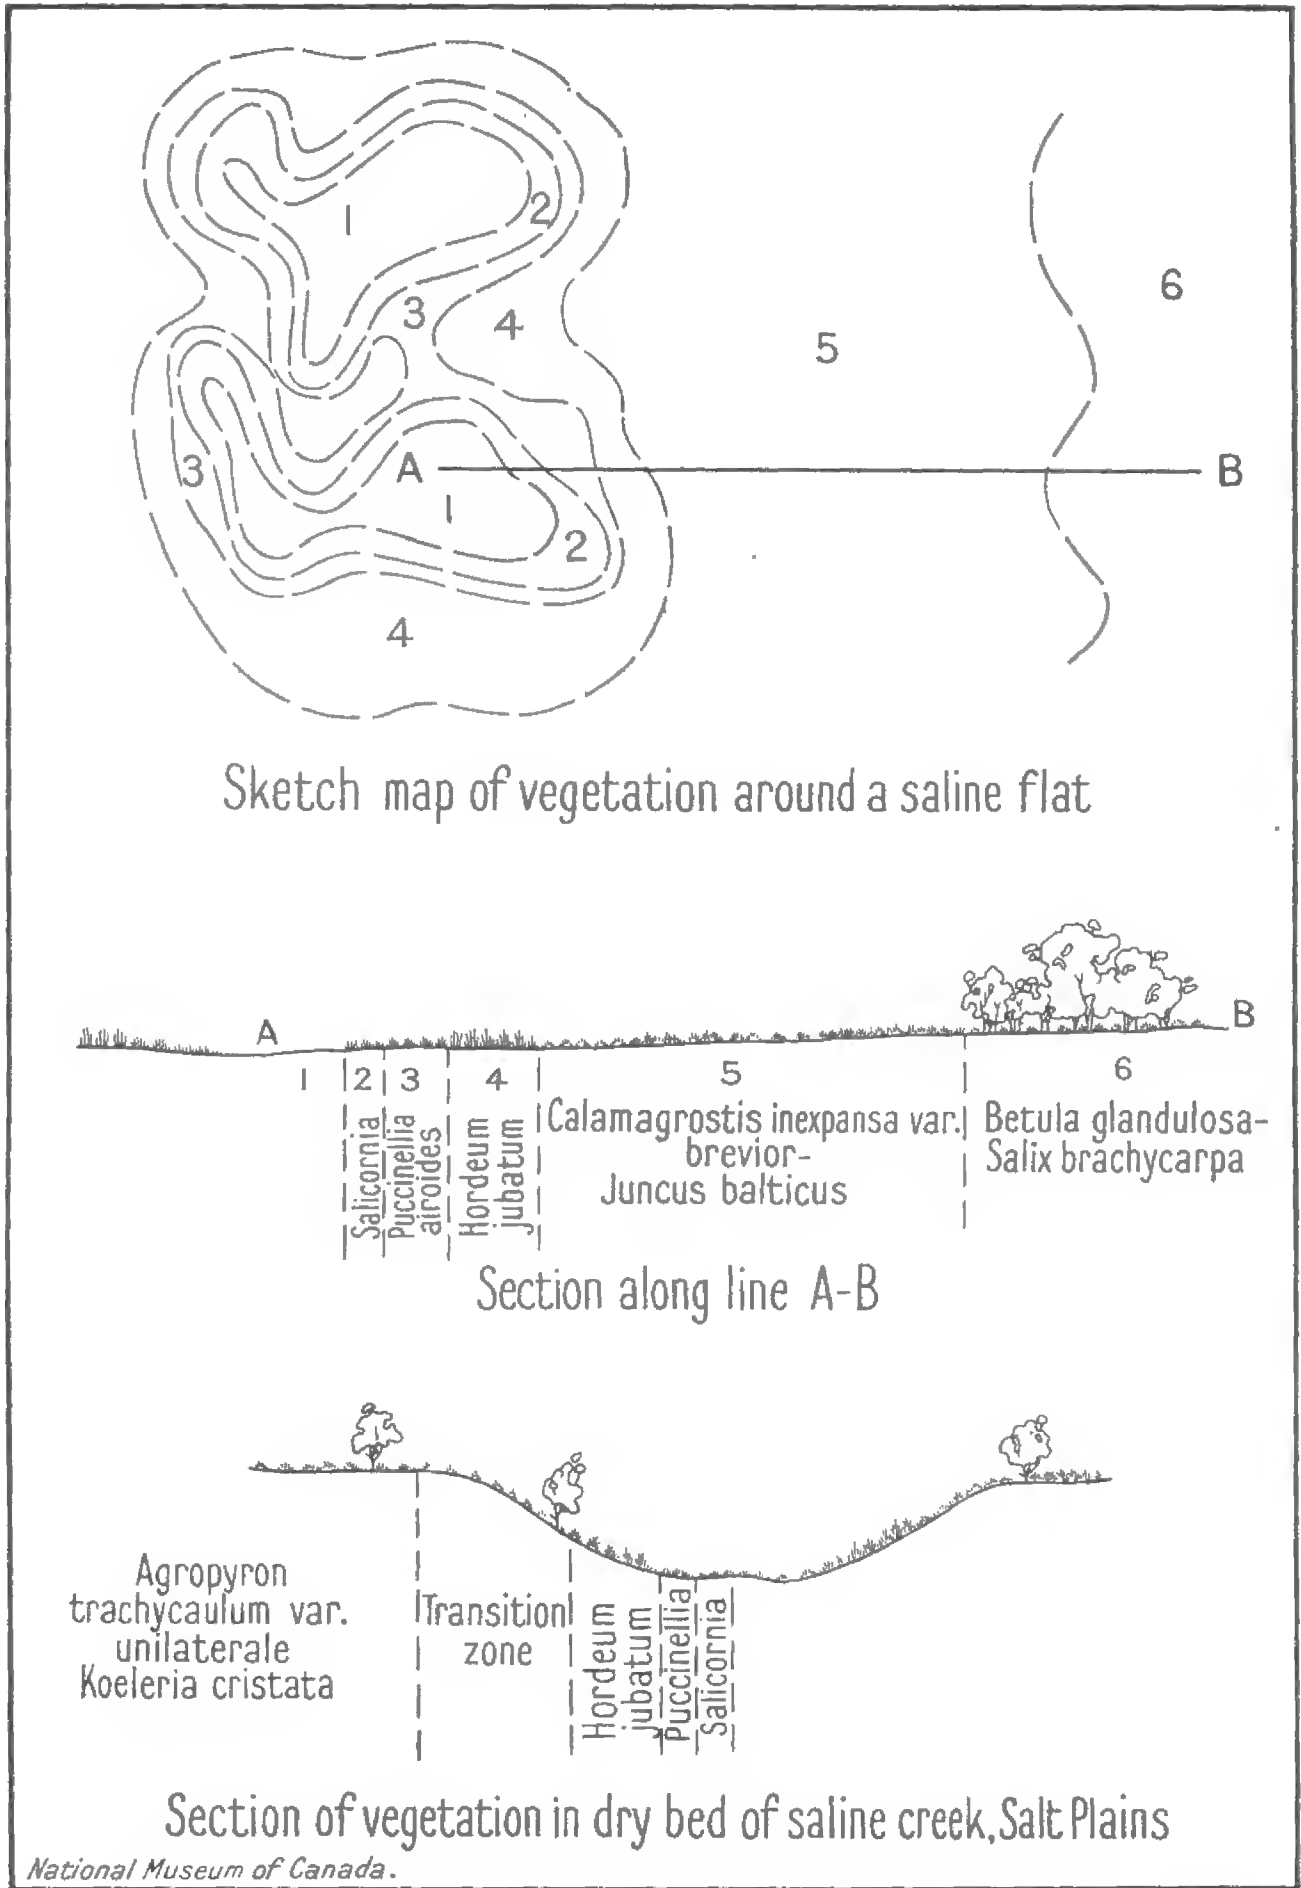 1
2
3
4
5
6
3
A
B
1
2
4
Sketch map of vegetation around a saline flat
A
B
1
2
3
4
5
6
Salicornia
Puccinellia
airoides
Hordeum
jubatum
Calamagrostis inexpansa var.
brevior-
Juncus balticus
Betula glandulosa-
Salix brachycarpa
Section along line A-B
Agropyron
trachycaulum var.
unilaterale
Koeleria cristata
Transition
zone
Hordeum
jubatum
Puccinellia
Salicornia
Section of vegetation in dry bed of saline creek, Salt Plains
National Museum of Canada.